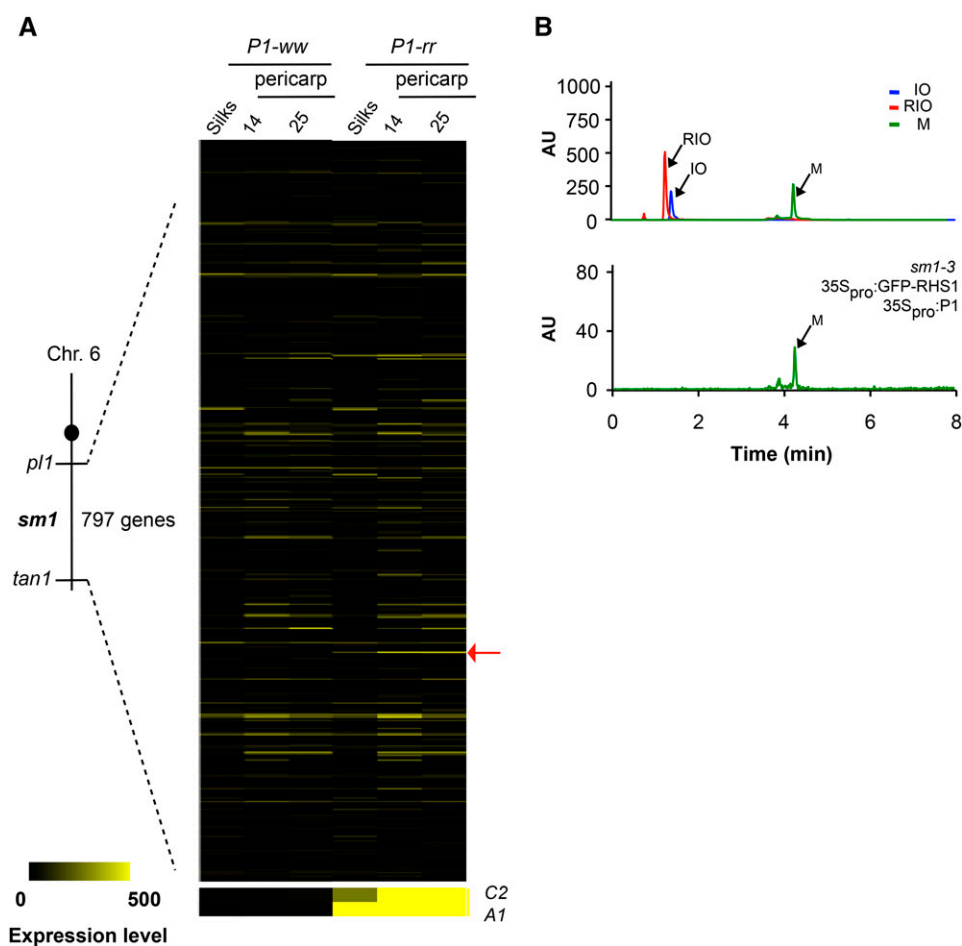 A
P1-ww
P1-rr
pericarp
pericarp
Silks
14
25
Silks
14
25
Chr. 6
pl1
sm1
797 genes
tan1
0
500
Expression level
C2
A1
B
1000
750
500
250
0
AU
IO
RIO
M
RIO
IO
M
80
40
0
AU
sm1-3
35Spro:GFP-RHS1
35Spro:P1
M
0
2
4
6
8
Time (min)